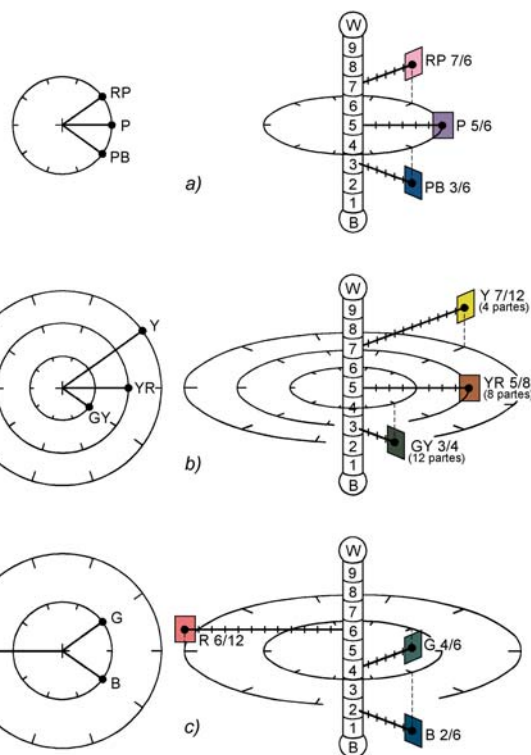 RP
P
PB
a)
W
9
8
7
6
5
4
3
2
1
B
RP 7/6
P 5/6
PB 3/6
Y
YR
GY
b)
W
9
8
7
6
5
4
3
2
1
B
Y 7/12
(4 partes)
YR 5/8
(8 partes)
GY 3/4
(12 partes)
G
B
c)
W
9
8
7
6
5
4
3
2
1
B
R 6/12
G 4/6
B 2/6